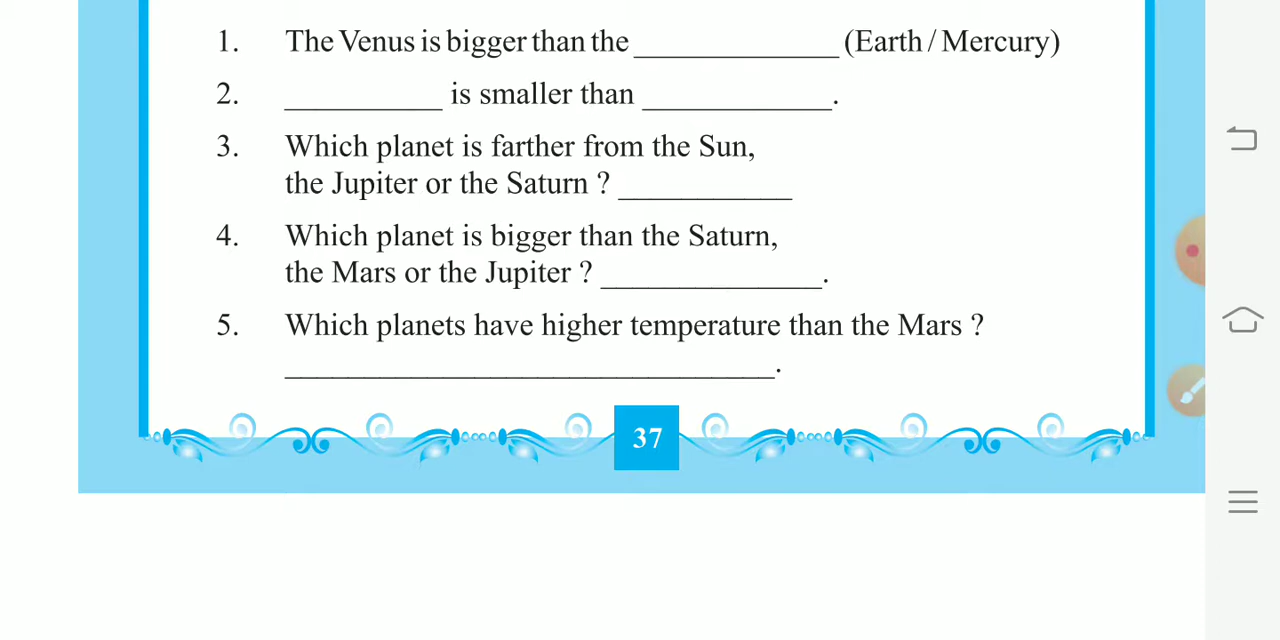 1. The Venus is bigger than the _____________ (Earth / Mercury)
2. __________ is smaller than ____________.
3. Which planet is farther from the Sun,
the Jupiter or the Saturn ? ___________
4. Which planet is bigger than the Saturn,
the Mars or the Jupiter ? ______________.
5. Which planets have higher temperature than the Mars ?
_______________________________.
37